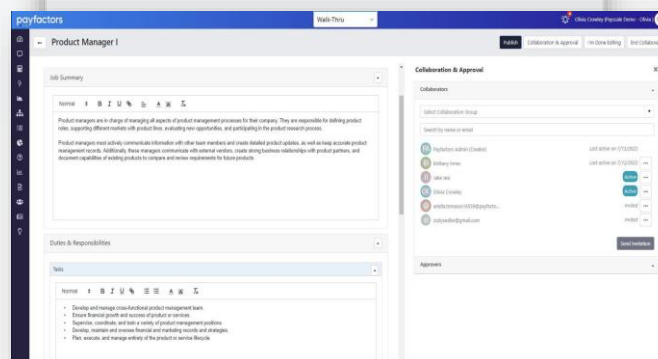 payfactors
Walk-Thru
Olivia Crowley (Payscale Demo - Olivia )
← Product Manager I
Publish
Collaboration & Approval
I'm Done Editing
End Collabora
Job Summary
Normal B I U A
Product managers are in charge of managing all aspects of product management processes for their company. They are responsible for defining product
roles, supporting different markets with product lines, evaluating new opportunities, and participating in the product research process.
Product managers most actively communicate information with other team members and create detailed product updates, as well as keep accurate product
management records. Additionally, these managers communicate with external vendors, create strong business relationships with product partners, and
document capabilities of existing products to compare and review requirements for future products
Duties & Responsibilities
Tasks
Normal B I U A
• Develop and manage cross-functional product management team.
• Ensure financial growth and success of product or services.
• Supervise, coordinate, and train a variety of product management positions
• Develop, maintain and oversee financial and marketing records and strategies.
• Plan, execute, and manage entirety of the product or service lifecycle.
Collaboration & Approval
Collaborators
Select Collaboration Group
Search by name or email
Payfactors Admin (Creator)
Last active on 7/13/2022
Brittany Innes
Last active on 7/12/2022
Active
Olivia Crowley
Active
Invited
Invited
Send Invitation
Approvers